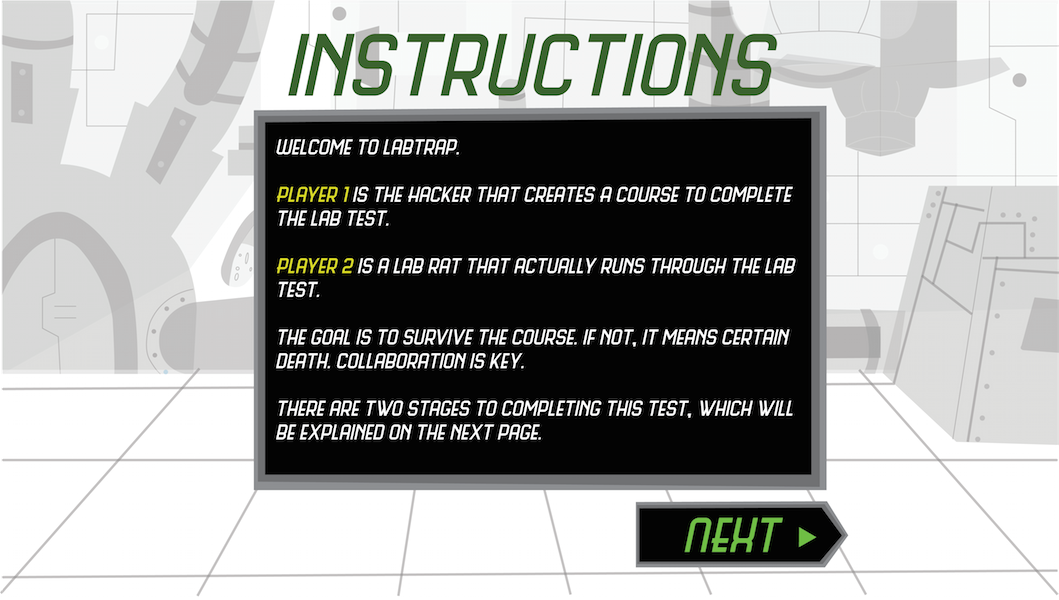 INSTRUCTIONS
WELCOME TO LABTRAP.
PLAYER 1 IS THE HACKER THAT CREATES A COURSE TO COMPLETE
THE LAB TEST.
PLAYER 2 IS A LAB RAT THAT ACTUALLY RUNS THROUGH THE LAB
TEST.
THE GOAL IS TO SURVIVE THE COURSE. IF NOT, IT MEANS CERTAIN
DEATH. COLLABORATION IS KEY.
THERE ARE TWO STAGES TO COMPLETING THIS TEST, WHICH WILL
BE EXPLAINED ON THE NEXT PAGE.
NEXT